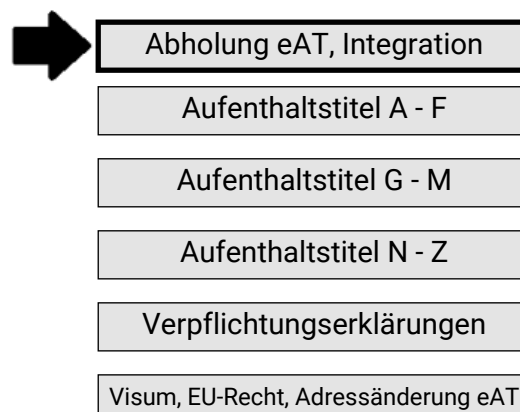 Abholung eAT, Integration
Aufenthaltstitel A - F
Aufenthaltstitel G - M
Aufenthaltstitel N - Z
Verpflichtungserklärungen
Visum, EU-Recht, Adressänderung eAT